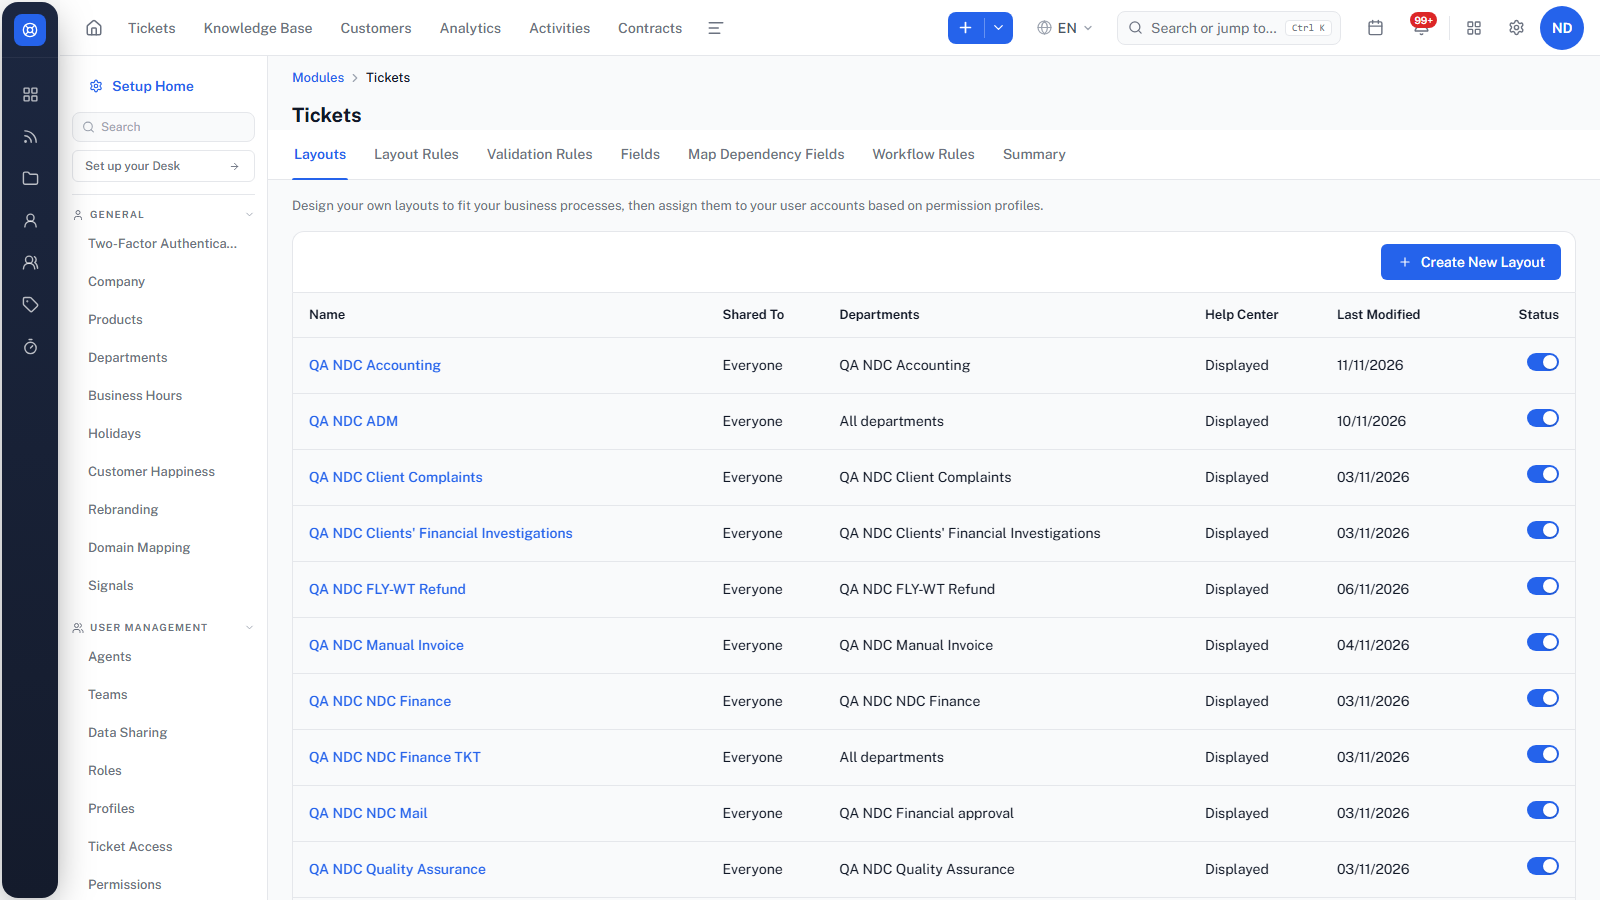 Tickets
Knowledge Base
Customers
Analytics
Activities
Contracts
EN
Search or jump to...
Ctrl K
99+
ND
Setup Home
Search
Set up your Desk
GENERAL
Two-Factor Authentica...
Company
Products
Departments
Business Hours
Holidays
Customer Happiness
Rebranding
Domain Mapping
Signals
USER MANAGEMENT
Agents
Teams
Data Sharing
Roles
Profiles
Ticket Access
Permissions
Modules > Tickets
Tickets
Layouts
Layout Rules
Validation Rules
Fields
Map Dependency Fields
Workflow Rules
Summary
Design your own layouts to fit your business processes, then assign them to your user accounts based on permission profiles.
+ Create New Layout
Name Shared To Departments Help Center Last Modified Status
QA NDC Accounting Everyone QA NDC Accounting Displayed 11/11/2026
QA NDC ADM Everyone All departments Displayed 10/11/2026
QA NDC Client Complaints Everyone QA NDC Client Complaints Displayed 03/11/2026
QA NDC Clients' Financial Investigations Everyone QA NDC Clients' Financial Investigations Displayed 03/11/2026
QA NDC FLY-WT Refund Everyone QA NDC FLY-WT Refund Displayed 06/11/2026
QA NDC Manual Invoice Everyone QA NDC Manual Invoice Displayed 04/11/2026
QA NDC NDC Finance Everyone QA NDC NDC Finance Displayed 03/11/2026
QA NDC NDC Finance TKT Everyone All departments Displayed 03/11/2026
QA NDC NDC Mail Everyone QA NDC Financial approval Displayed 03/11/2026
QA NDC Quality Assurance Everyone QA NDC Quality Assurance Displayed 03/11/2026